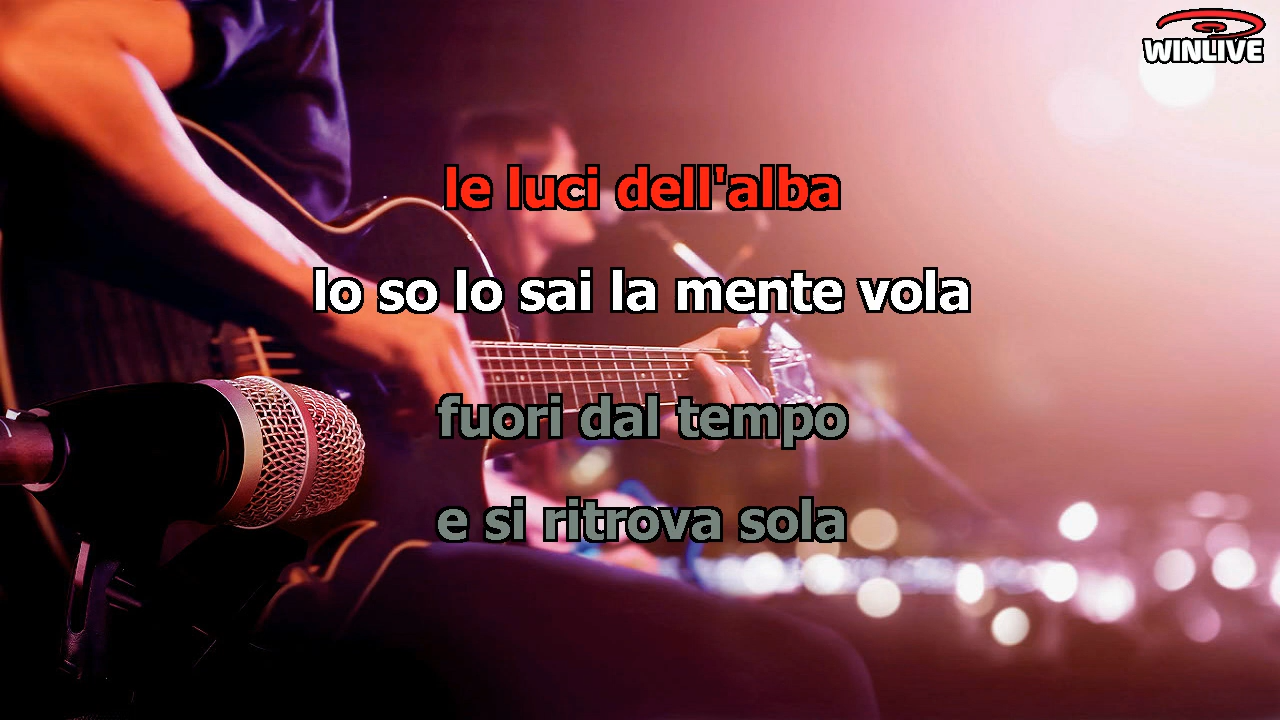 WINLIVE
le luci dell'alba
lo so lo sai la mente vola
fuori dal tempo
e si ritrova sola